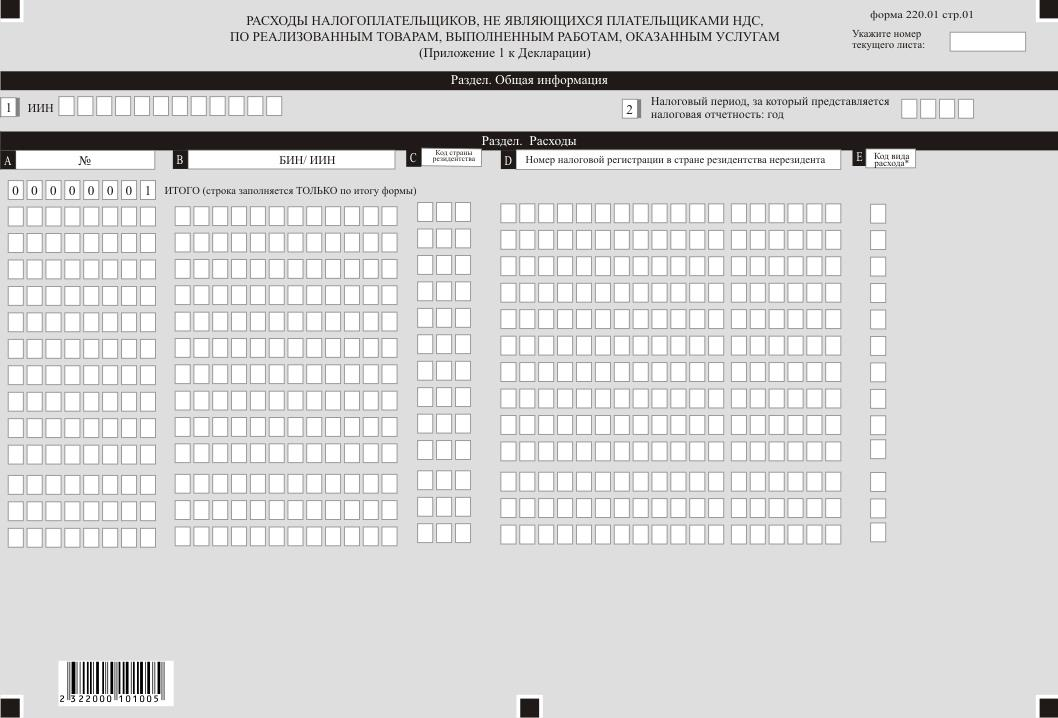 форма 220.01 стр.01
РАСХОДЫ НАЛОГОПЛАТЕЛЬЩИКОВ, НЕ ЯВЛЯЮЩИХСЯ ПЛАТЕЛЬЩИКАМИ НДС,
ПО РЕАЛИЗОВАННЫМ ТОВАРАМ, ВЫПОЛНЕННЫМ РАБОТАМ, ОКАЗАННЫМ УСЛУГАМ
(Приложение 1 к Декларации)
Укажите номер
текущего листа:
Раздел. Общая информация
1 ИИН
2 Налоговый период, за который представляется
налоговая отчетность: год
Раздел. Расходы
A №
B БИН/ ИИН
C Код страны
резидентства
D Номер налоговой регистрации в стране резидентства нерезидента
E Код вида
расхода*
0 0 0 0 0 0 0 1 ИТОГО (строка заполняется ТОЛЬКО по итогу формы)
2 322000 101005